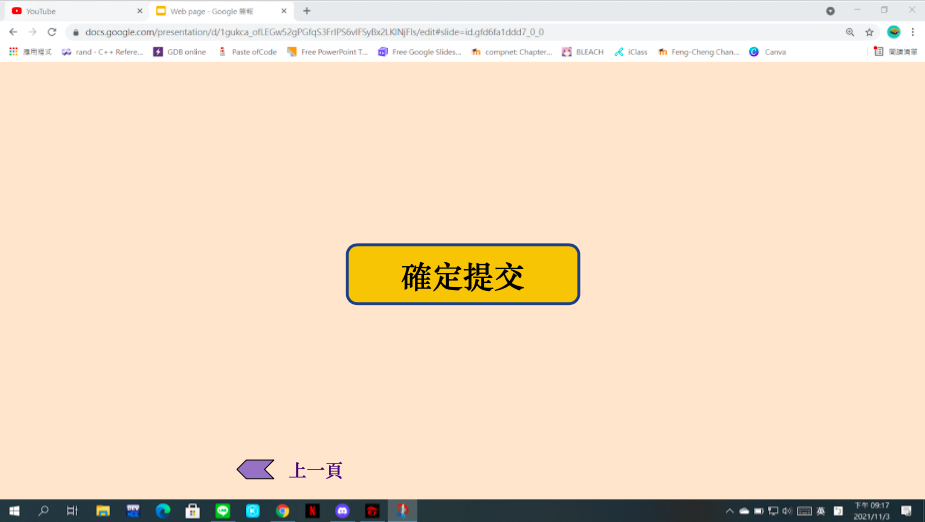 YouTube
Web page - Google 簡報
docs.google.com/presentation/d/1gukca_ofLEGw52gPGfqS3FrIPS6vlFSyBx2LKlNjFls/edit#slide=id.gfd6fa1ddd7_0_0
應用程式 rand - C++ Refere... GDB online Paste ofCode Free PowerPoint T... Free Google Slides... compnet: Chapter... BLEACH iClass Feng-Cheng Chan... Canva 閱讀清單
確定提交
上一頁
英
下午 09:17
2021/11/3